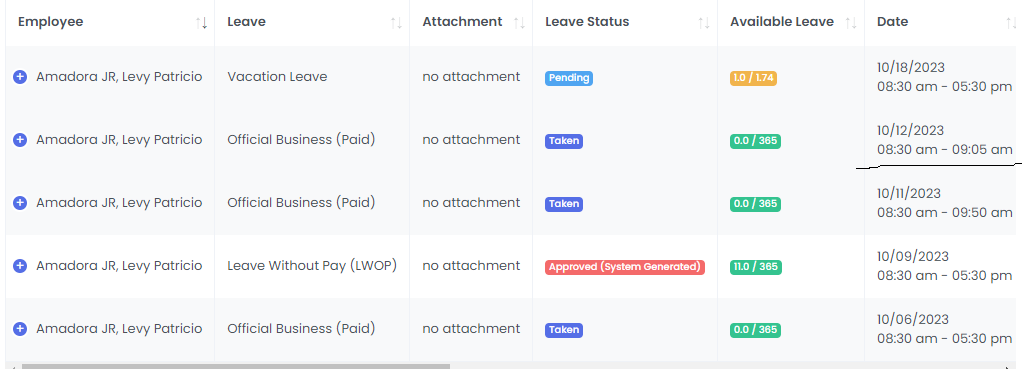 Employee Leave Attachment Leave Status Available Leave Date
Amadora JR, Levy Patricio Vacation Leave no attachment Pending 1.0 / 1.74 10/18/2023
08:30 am - 05:30 pm
Amadora JR, Levy Patricio Official Business (Paid) no attachment Taken 0.0 / 365 10/12/2023
08:30 am - 09:05 am
Amadora JR, Levy Patricio Official Business (Paid) no attachment Taken 0.0 / 365 10/11/2023
08:30 am - 09:50 am
Amadora JR, Levy Patricio Leave Without Pay (LWOP) no attachment Approved (System Generated) 11.0 / 365 10/09/2023
08:30 am - 05:30 pm
Amadora JR, Levy Patricio Official Business (Paid) no attachment Taken 0.0 / 365 10/06/2023
08:30 am - 05:30 pm